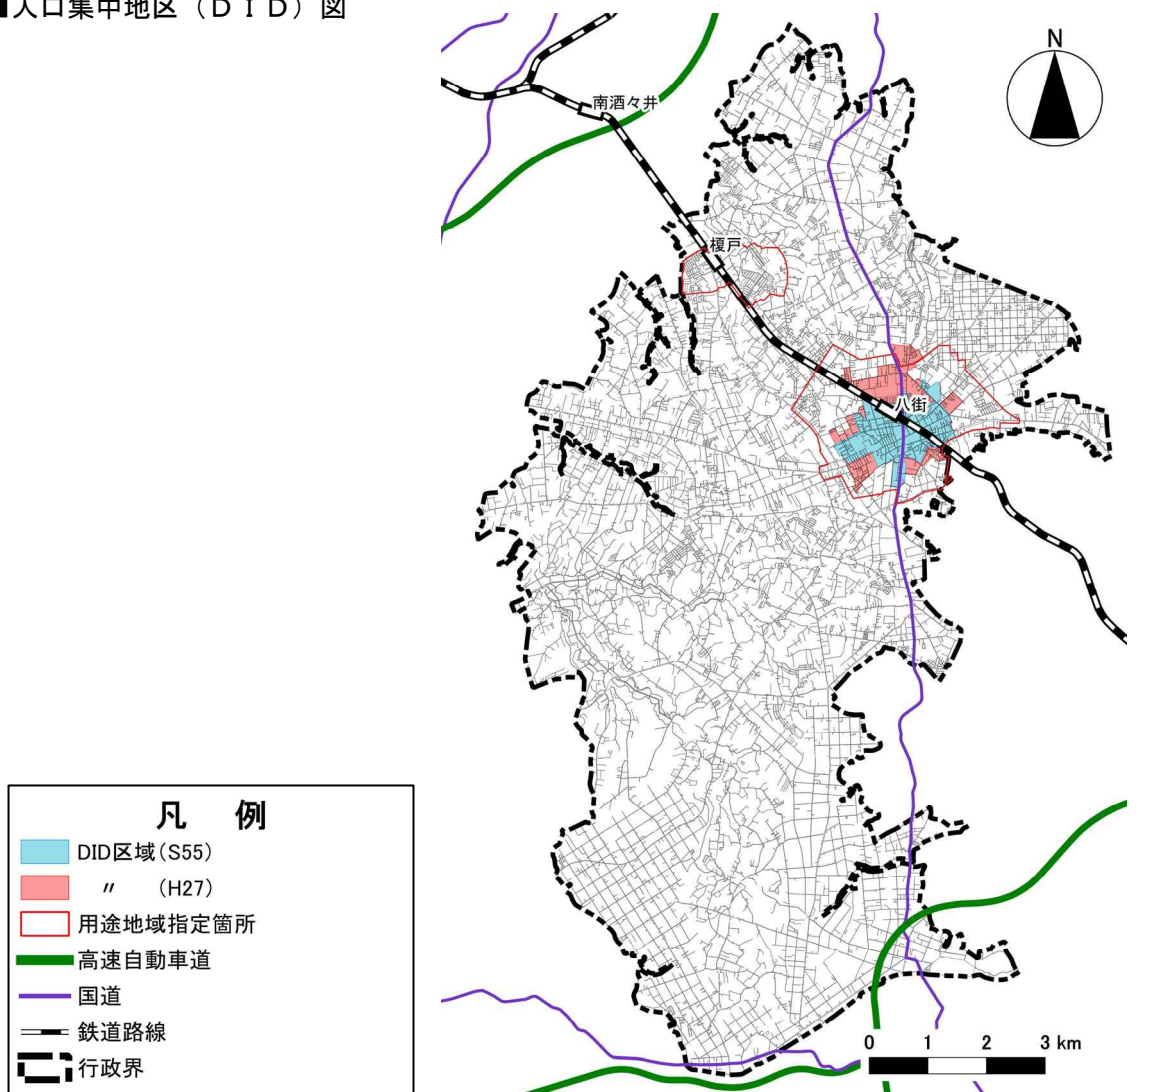 ■人口集中地区（ＤＩＤ）図
N
南酒々井
榎戸
八街
凡 例
DID区域（S55）
〃 （H27）
用途地域指定箇所
高速自動車道
国道
鉄道路線
行政界
0 1 2 3 km